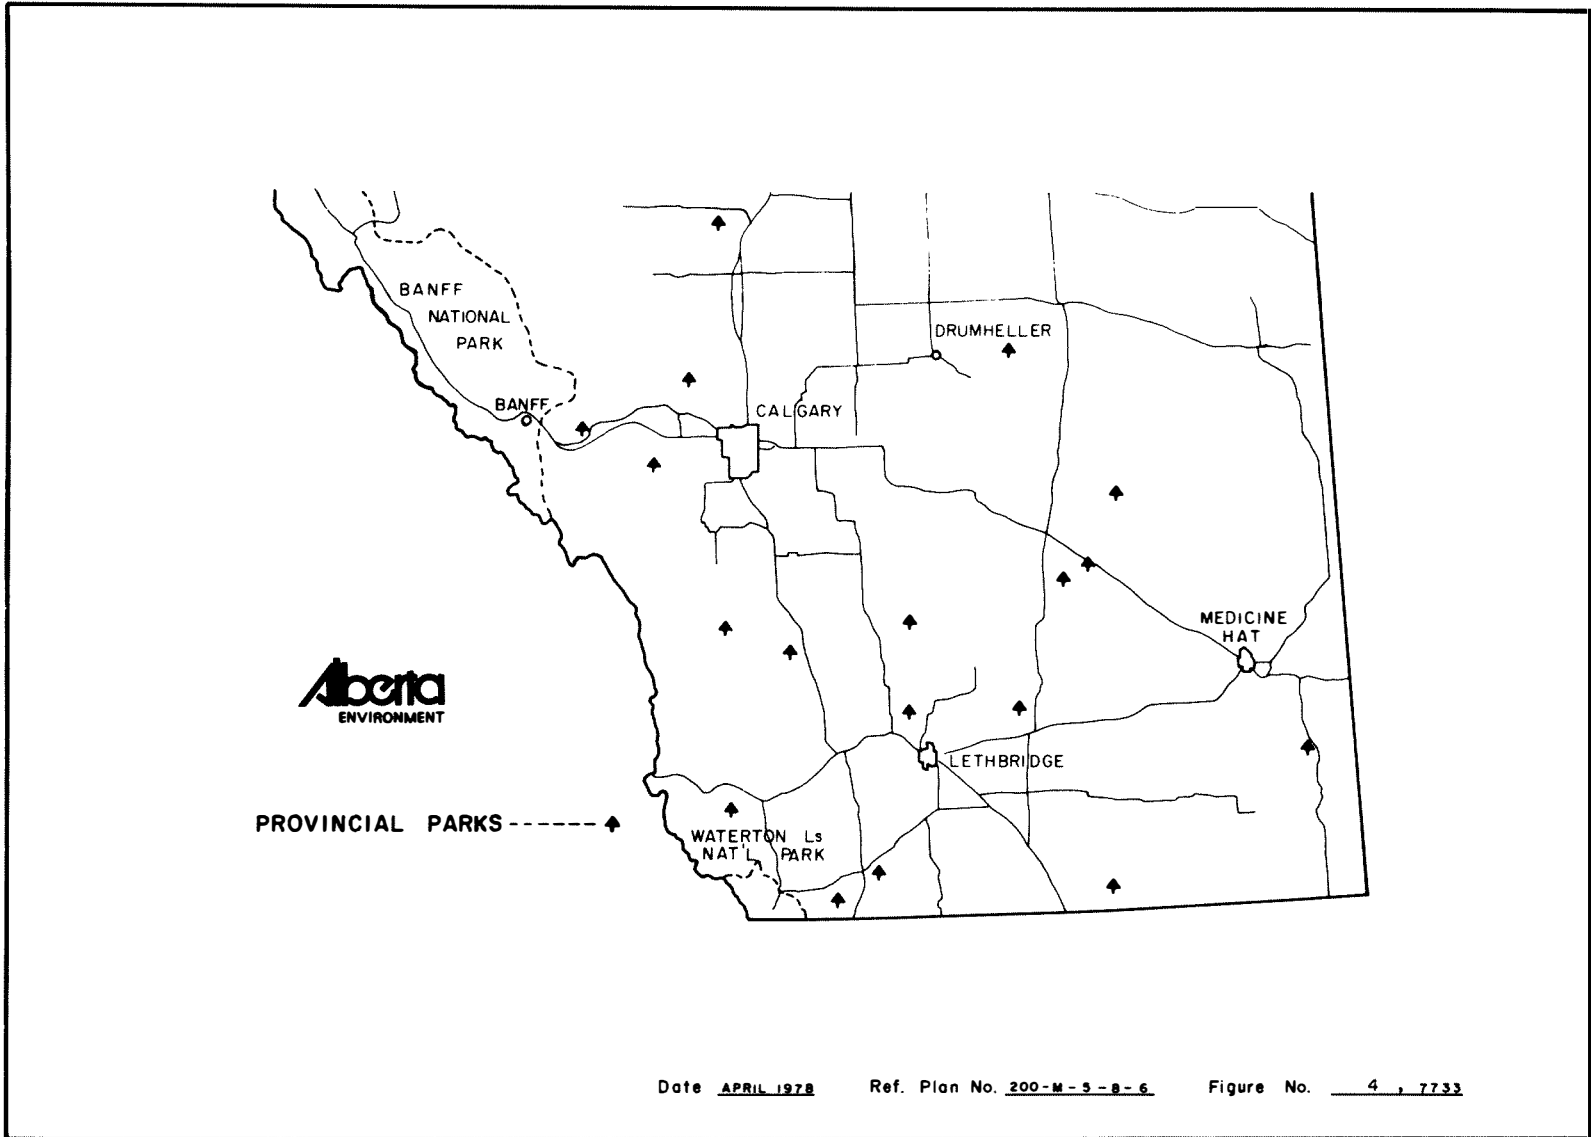 BANFF
NATIONAL
PARK
DRUMHELLER
BANFF
CALGARY
MEDICINE
HAT
Alberta
ENVIRONMENT
LETHBRIDGE
PROVINCIAL PARKS
WATERTON Ls
NAT'L PARK
Date APRIL 1978 Ref. Plan No. 200-M-5-8-6 Figure No. 4, 7733